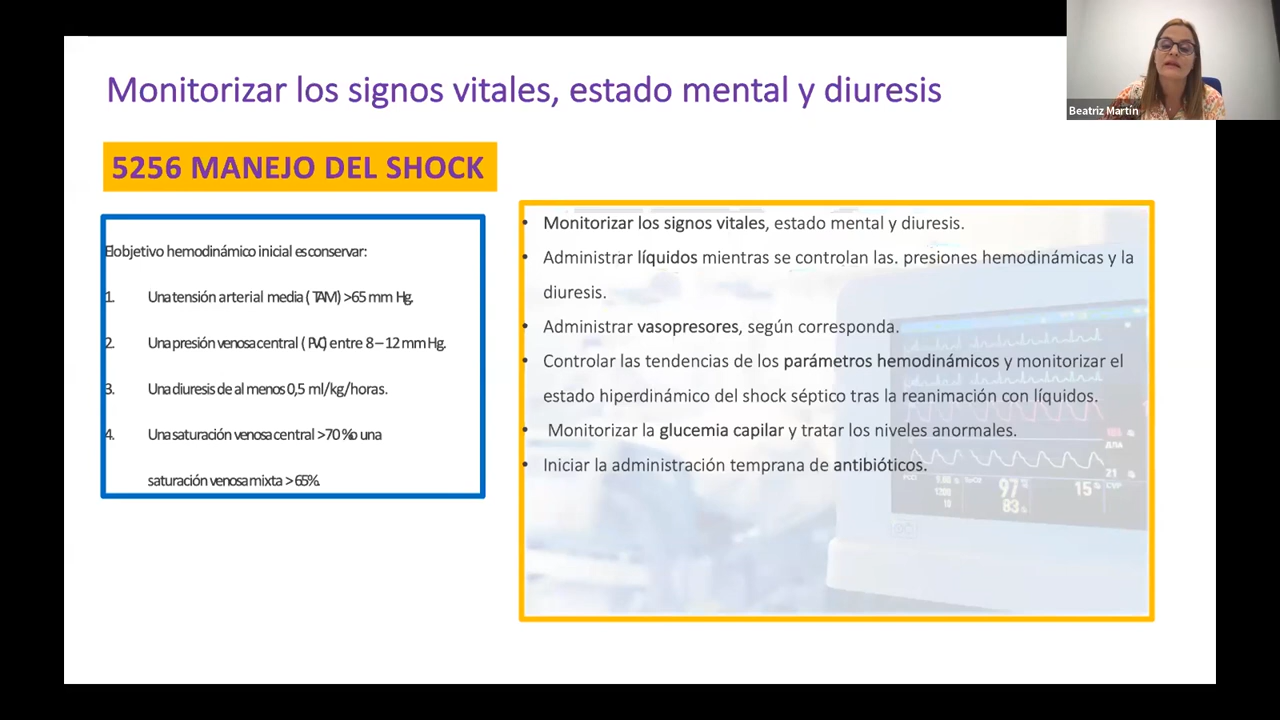 Monitorizar los signos vitales, estado mental y diuresis
Beatriz Martín
5256 MANEJO DEL SHOCK
El objetivo hemodinámico inicial es conservar:
1. Una tensión arterial media ( TAM) >65 mm Hg.
2. Una presión venosa central ( PVC) entre 8 – 12 mm Hg.
3. Una diuresis de al menos 0,5 ml/kg/horas.
4. Una saturación venosa central >70 % o una
saturación venosa mixta > 65%.
• Monitorizar los signos vitales, estado mental y diuresis.
• Administrar líquidos mientras se controlan las. presiones hemodinámicas y la
diuresis.
• Administrar vasopresores, según corresponda.
• Controlar las tendencias de los parámetros hemodinámicos y monitorizar el
estado hiperdinámico del shock séptico tras la reanimación con líquidos.
• Monitorizar la glucemia capilar y tratar los niveles anormales.
• Iniciar la administración temprana de antibióticos.
97
83
15
21
CVP